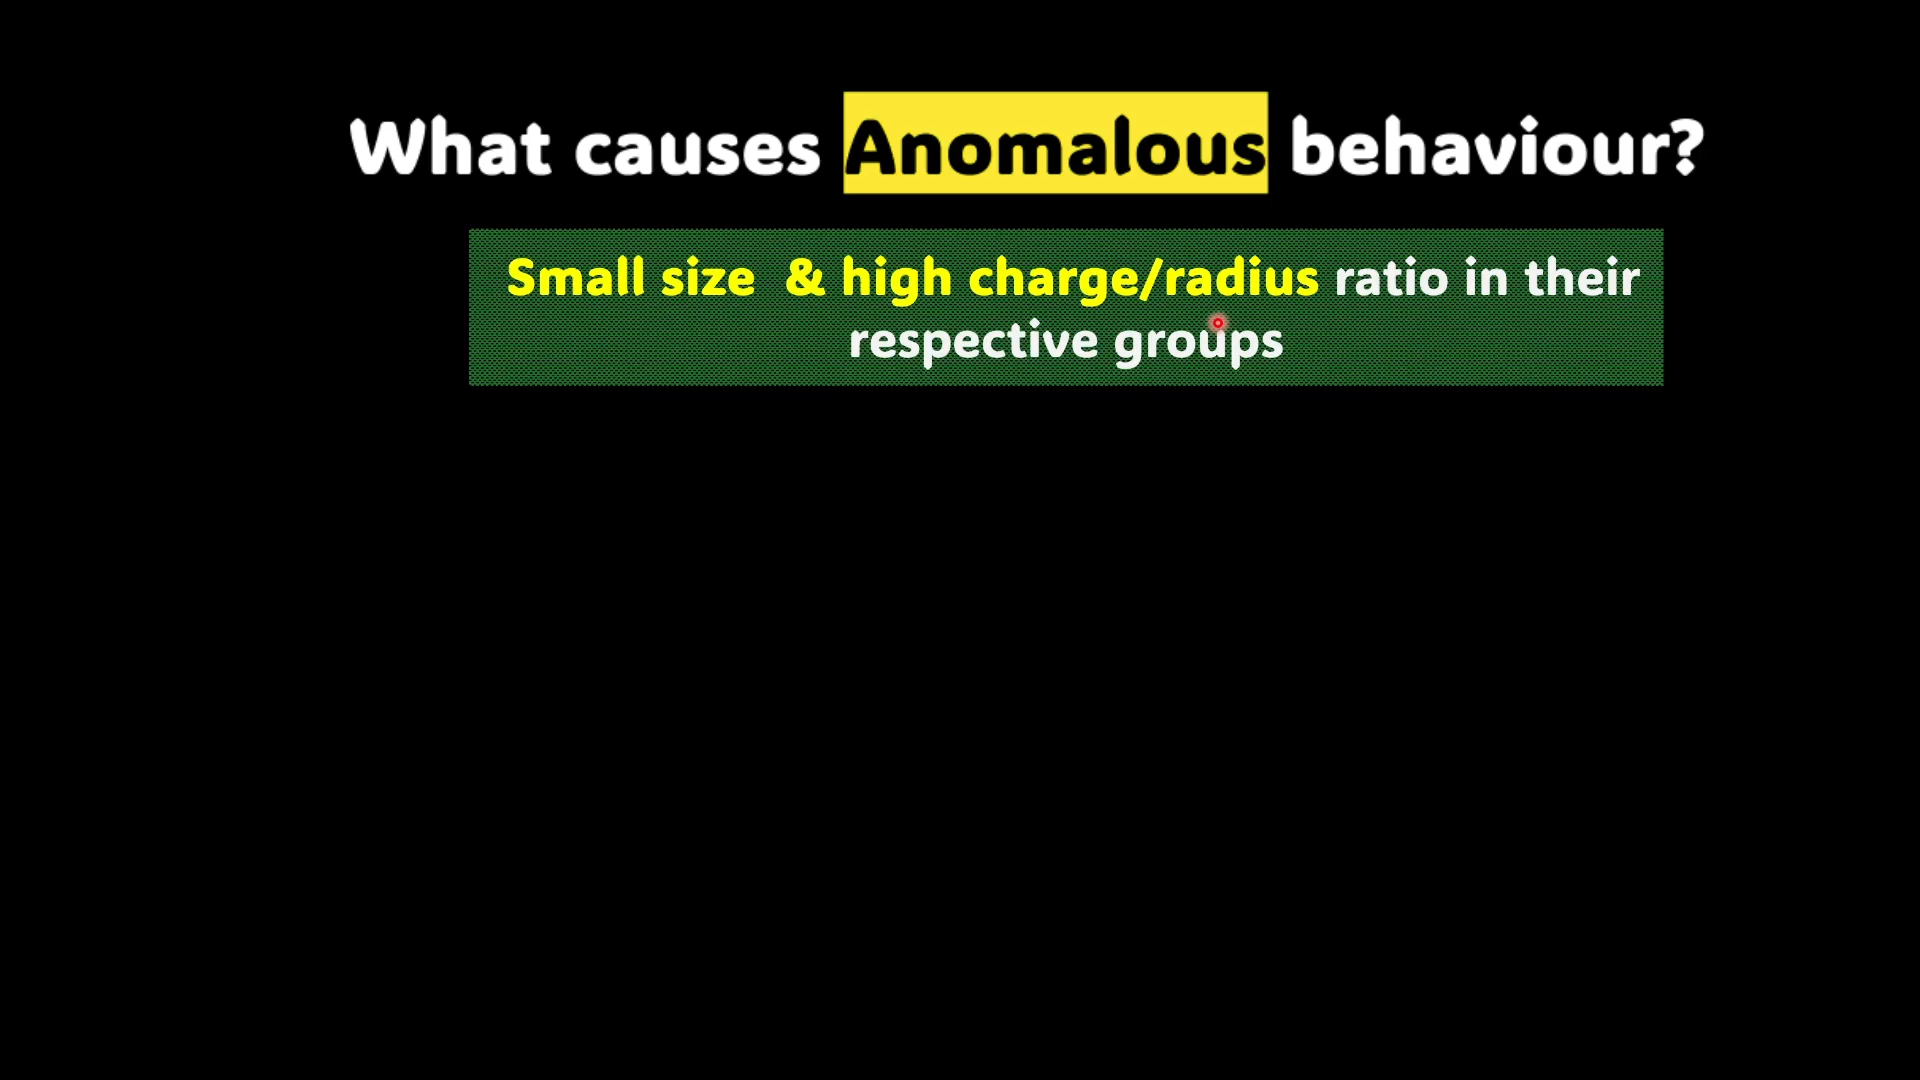 What causes Anomalous behaviour?
Small size & high charge/radius ratio in their
respective groups